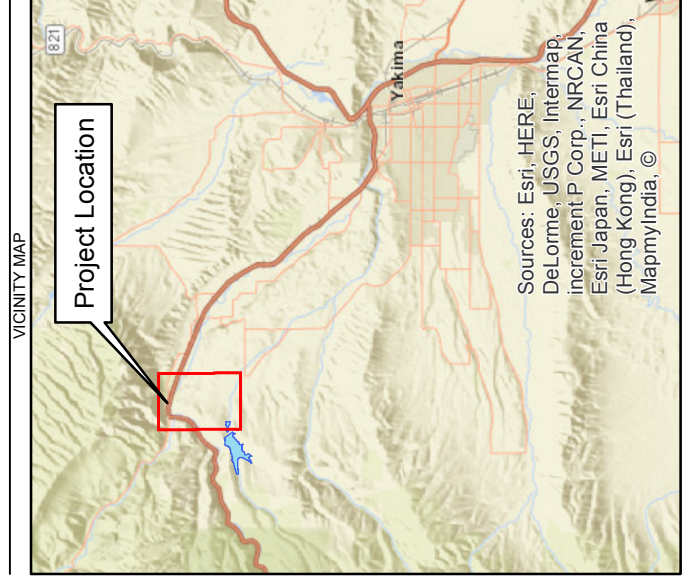 VICINITY MAP
821
Project Location
Yakima
Sources: Esri, HERE,
DeLorme, USGS, Intermap,
increment P Corp., NRCAN,
Esri Japan, METI, Esri China
(Hong Kong), Esri (Thailand),
MapmyIndia, ©